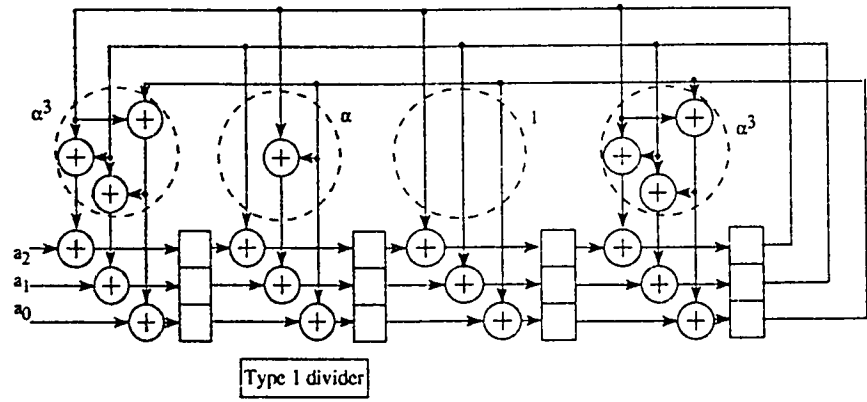 α³
α
1
α³
a₂
a₁
a₀
Type 1 divider